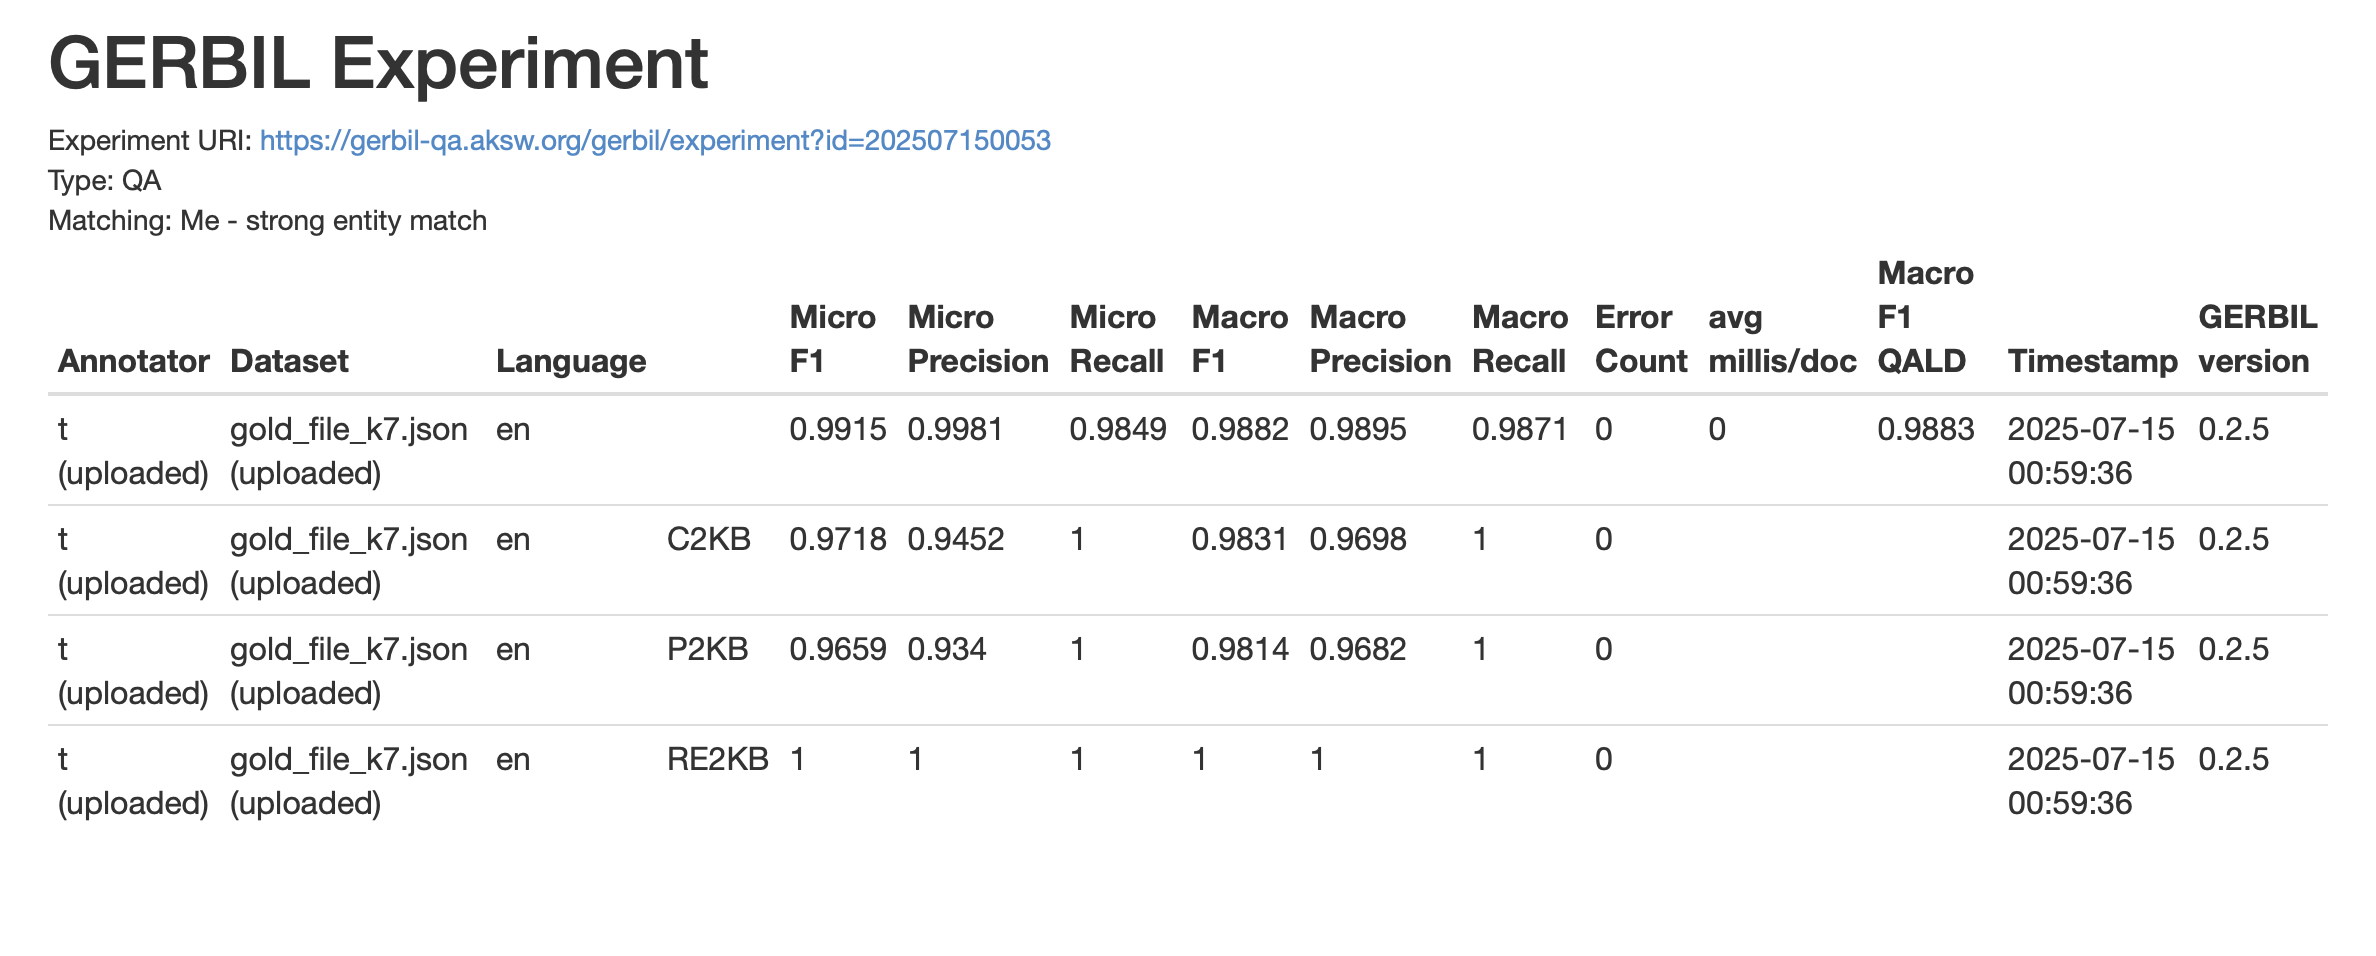 GERBIL Experiment
Experiment URI: https://gerbil-qa.aksw.org/gerbil/experiment?id=202507150053
Type: QA
Matching: Me - strong entity match
Annotator Dataset Language Micro F1 Micro Precision Micro Recall Macro F1 Macro Precision Macro Recall Error Count avg millis/doc Macro F1 QALD Timestamp GERBIL version
t (uploaded) gold_file_k7.json (uploaded) en 0.9915 0.9981 0.9849 0.9882 0.9895 0.9871 0 0 0.9883 2025-07-15 00:59:36 0.2.5
t (uploaded) gold_file_k7.json (uploaded) en C2KB 0.9718 0.9452 1 0.9831 0.9698 1 0 2025-07-15 00:59:36 0.2.5
t (uploaded) gold_file_k7.json (uploaded) en P2KB 0.9659 0.934 1 0.9814 0.9682 1 0 2025-07-15 00:59:36 0.2.5
t (uploaded) gold_file_k7.json (uploaded) en RE2KB 1 1 1 1 1 1 0 2025-07-15 00:59:36 0.2.5